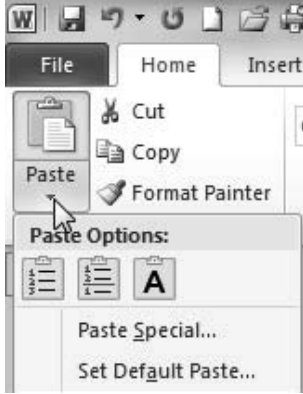 W
File Home Insert
Cut
Copy
Paste
Format Painter
Paste Options:
A
Paste Special...
Set Default Paste...